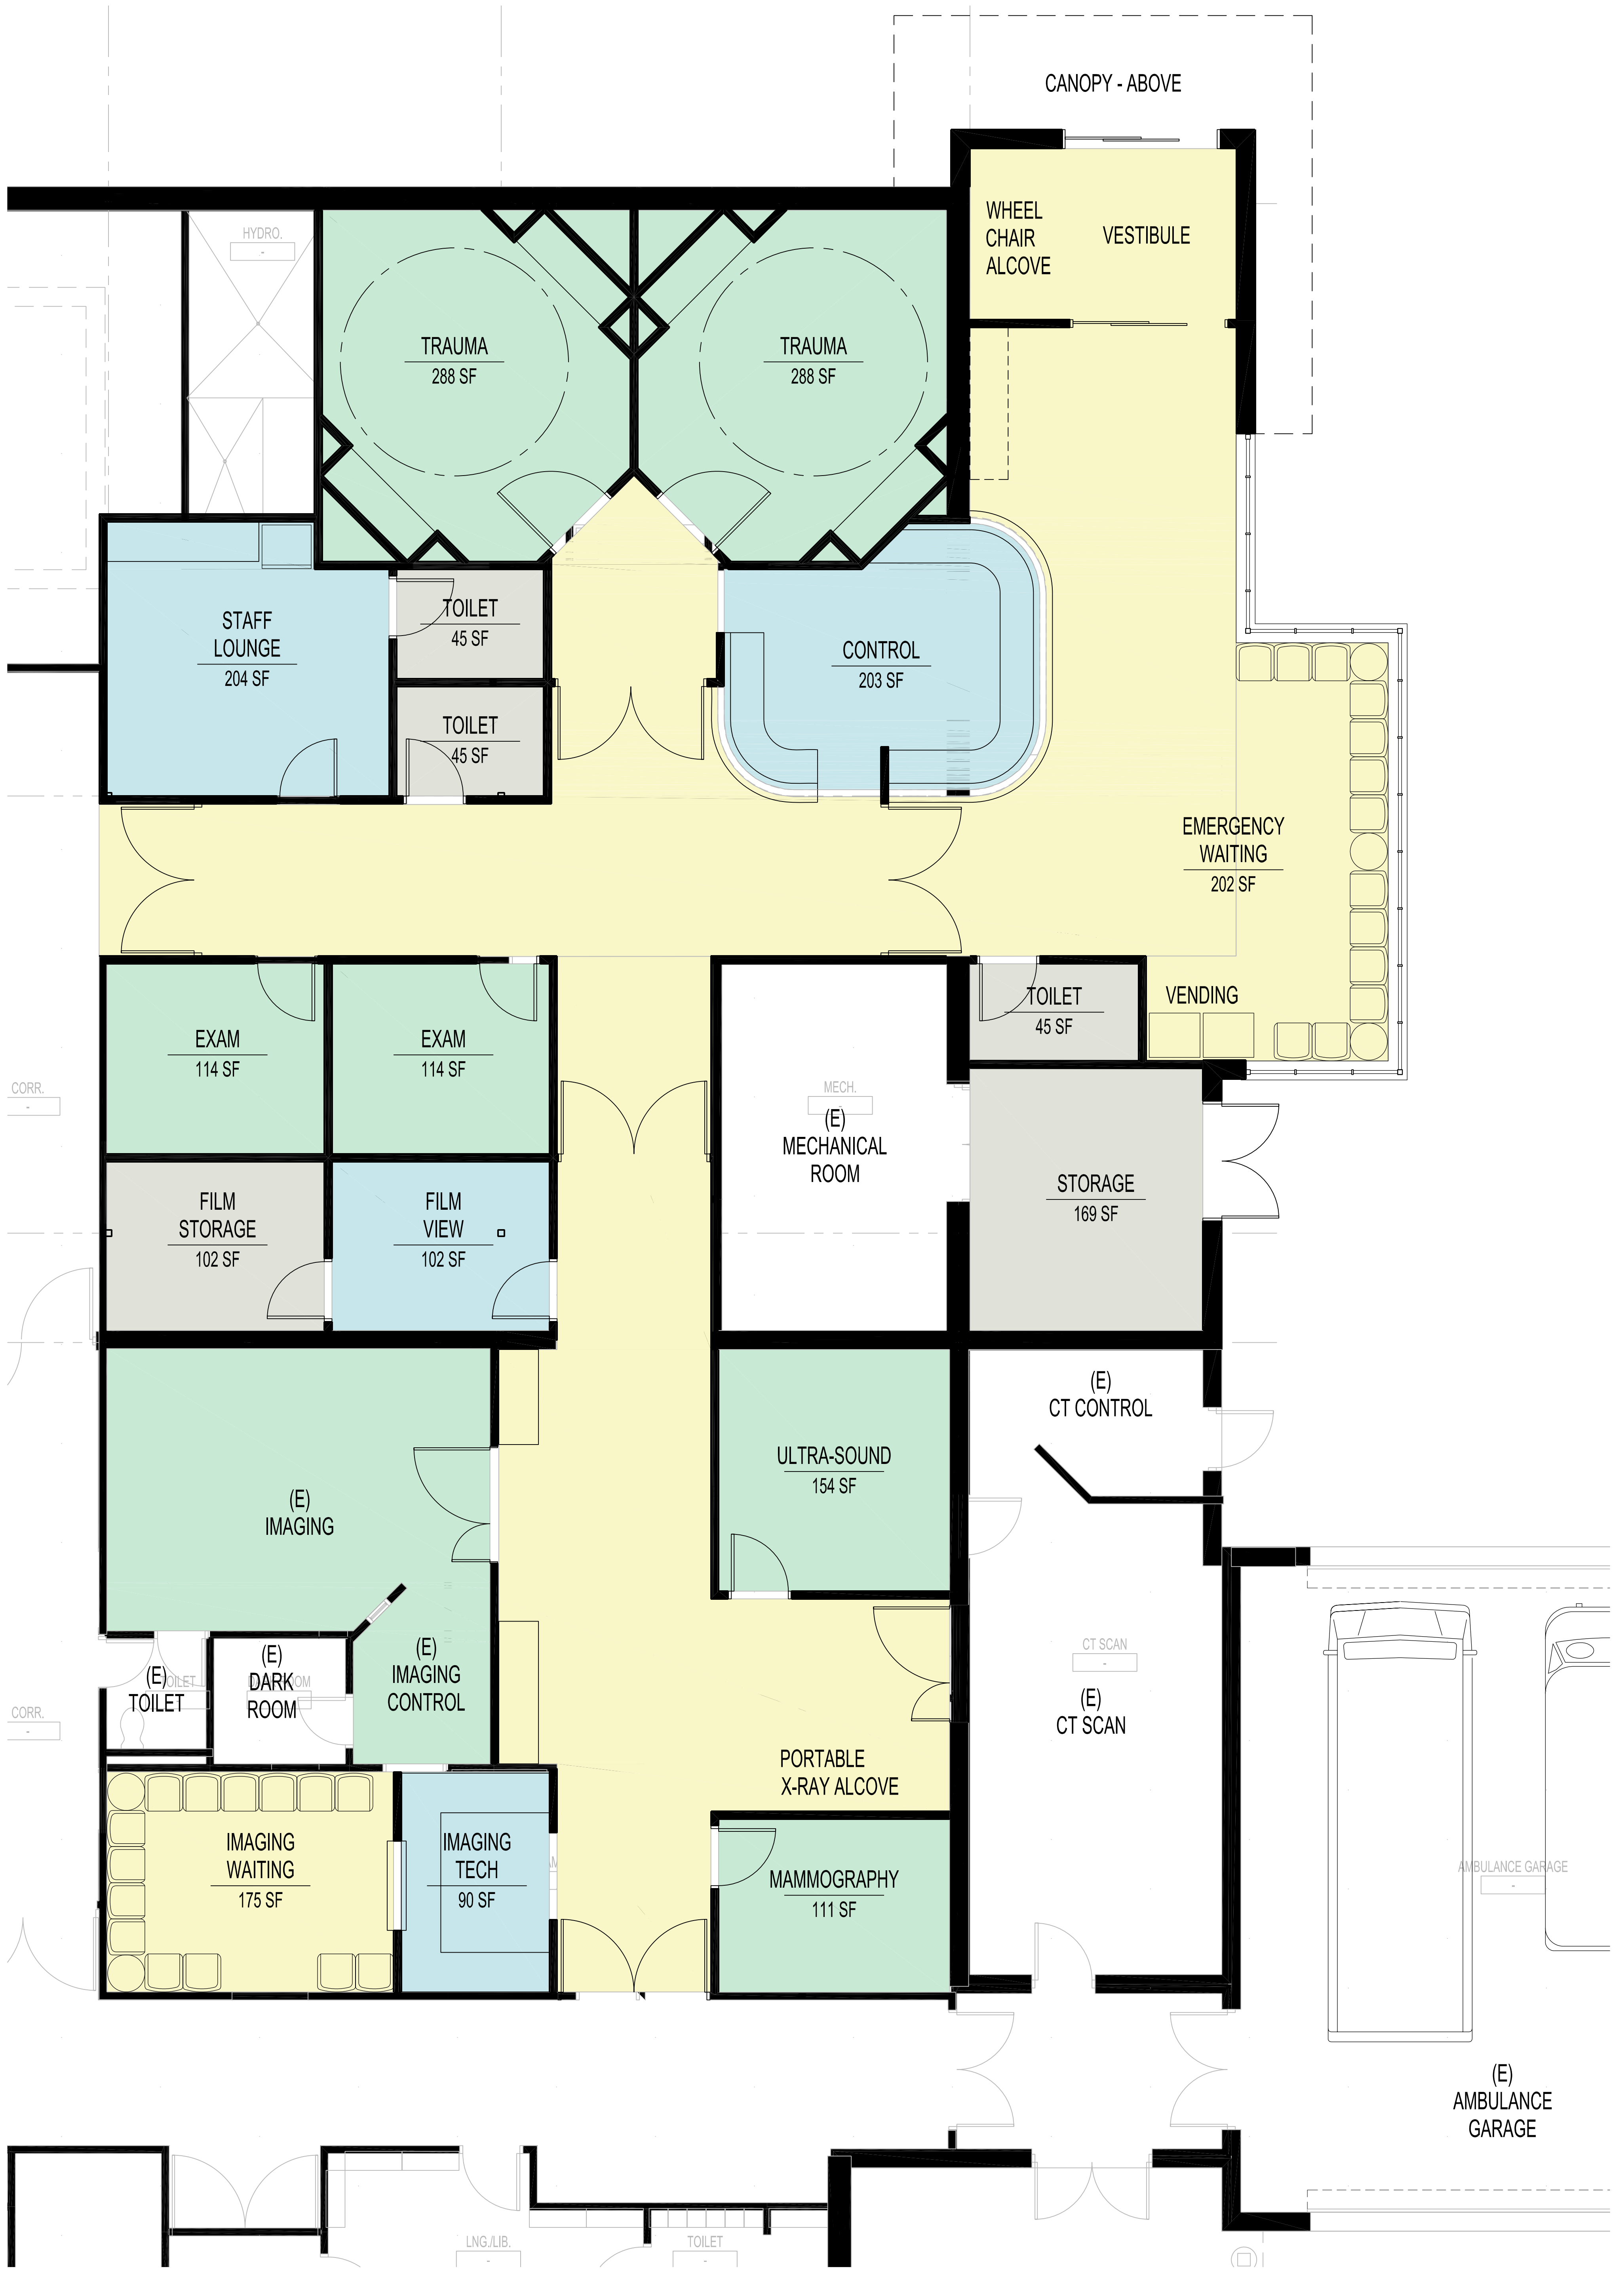 CANOPY - ABOVE
WHEEL
CHAIR
ALCOVE
VESTIBULE
HYDRO.
-
TRAUMA
288 SF
TRAUMA
288 SF
STAFF
LOUNGE
204 SF
TOILET
45 SF
TOILET
45 SF
CONTROL
203 SF
EMERGENCY
WAITING
202 SF
VENDING
TOILET
45 SF
EXAM
114 SF
EXAM
114 SF
CORR.
-
MECH.
-
(E)
MECHANICAL
ROOM
STORAGE
169 SF
FILM
STORAGE
102 SF
FILM
VIEW
102 SF
(E)
CT CONTROL
ULTRA-SOUND
154 SF
(E)
IMAGING
(E)
TOILET
TOILET
(E)
DARK
ROOM
(E)
IMAGING
CONTROL
CORR.
-
CT SCAN
-
(E)
CT SCAN
PORTABLE
X-RAY ALCOVE
IMAGING
WAITING
175 SF
IMAGING
TECH
90 SF
MAMMOGRAPHY
111 SF
AMBULANCE GARAGE
-
(E)
AMBULANCE
GARAGE
LNG./LIB.
-
TOILET
-